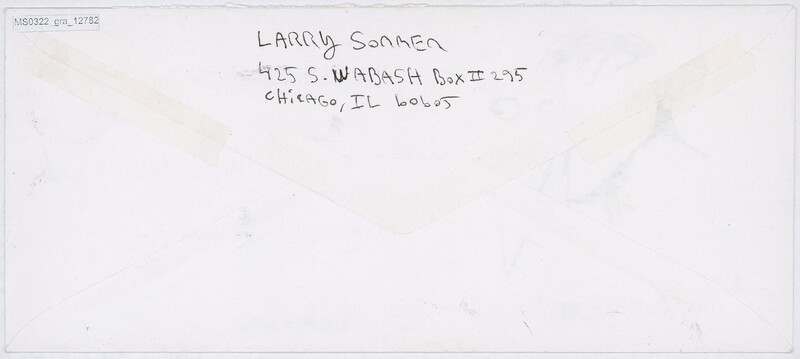 MS0322_gra_12782
LARRY SOMMER
425 S. WABASH BOX II 295
CHICAGO, IL 60605